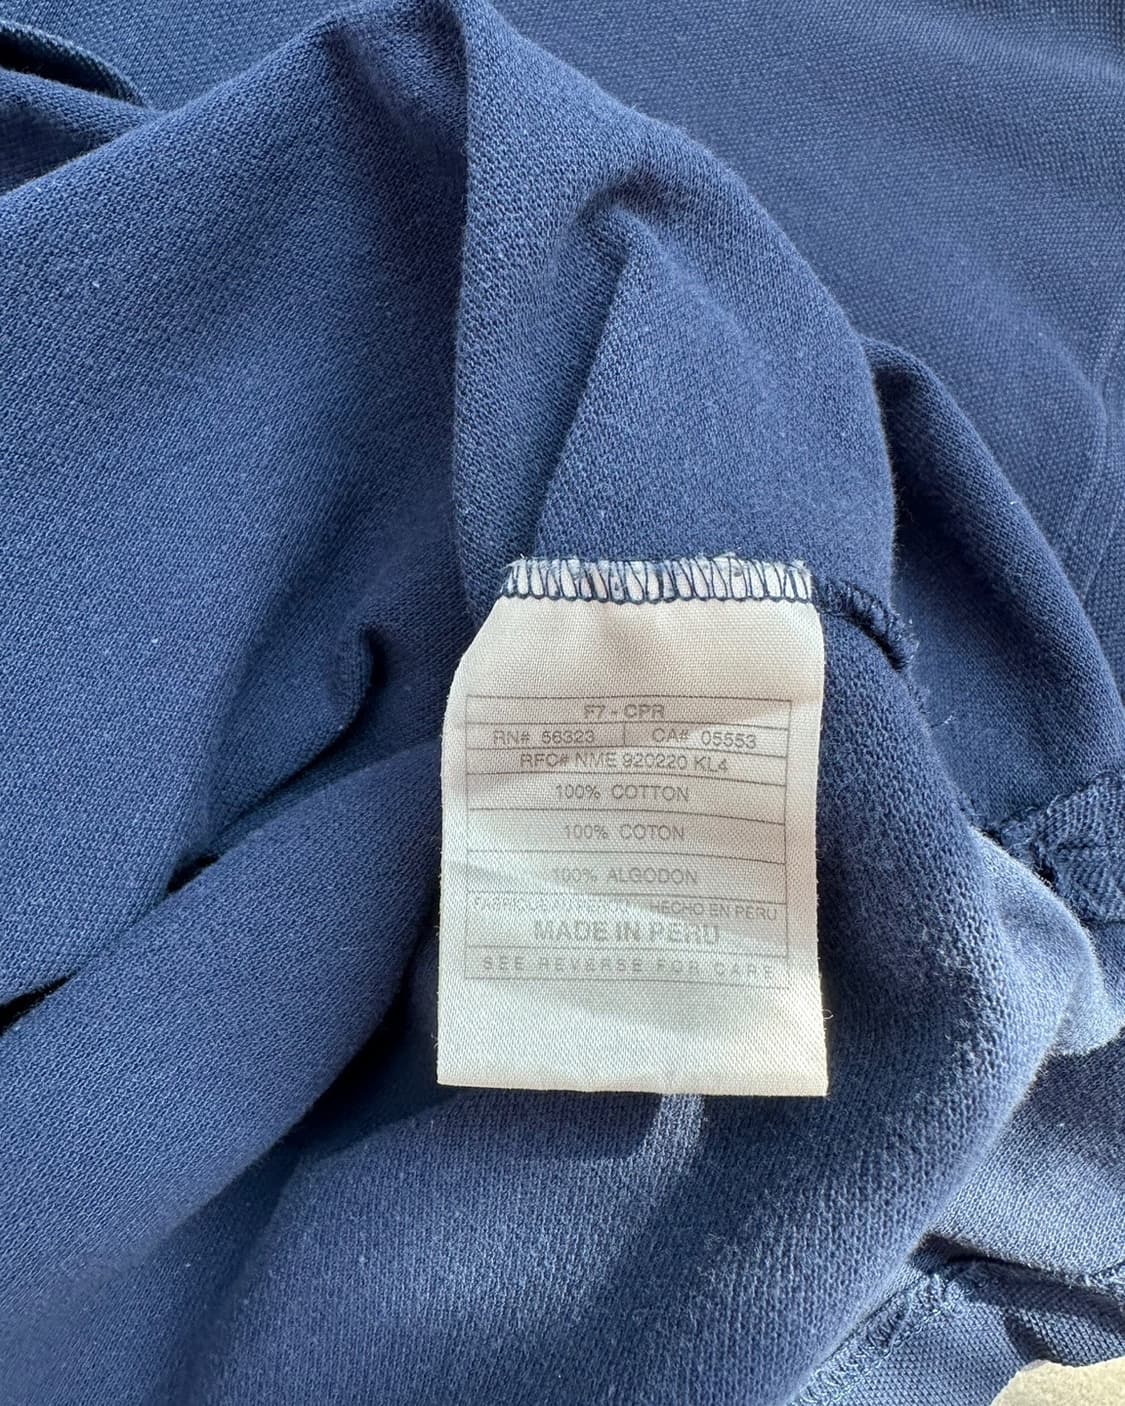 F7 - CPR
RN# 56323 CA# 05553
RFC# NME 920220 KL4
100% COTTON
100% COTON
100% ALGODON
HECHO EN PERU
MADE IN PERU
SEE REVERSE FOR CARE